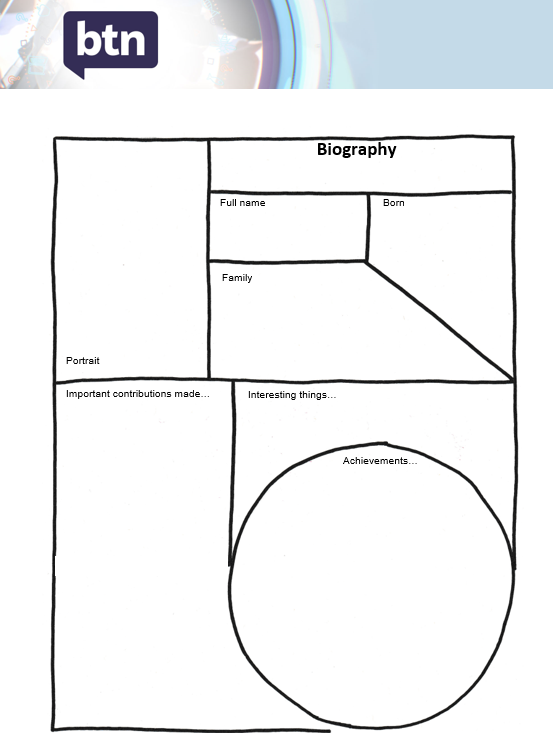 btn
Biography
Full name
Born
Family
Portrait
Important contributions made...
Interesting things...
Achievements...